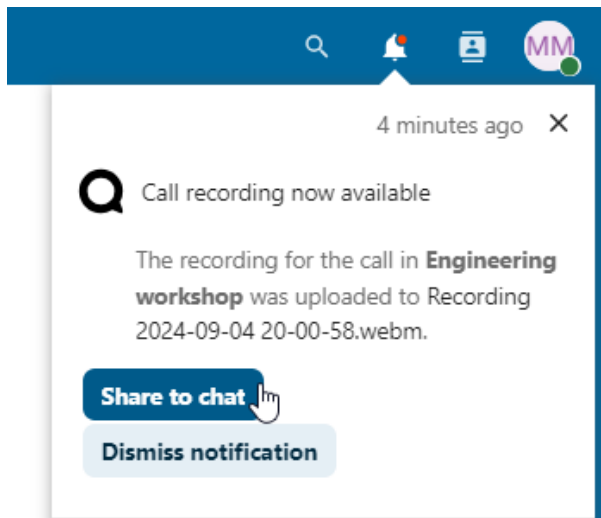 MM
4 minutes ago
Call recording now available
The recording for the call in Engineering
workshop was uploaded to Recording
2024-09-04 20-00-58.webm.
Share to chat
Dismiss notification